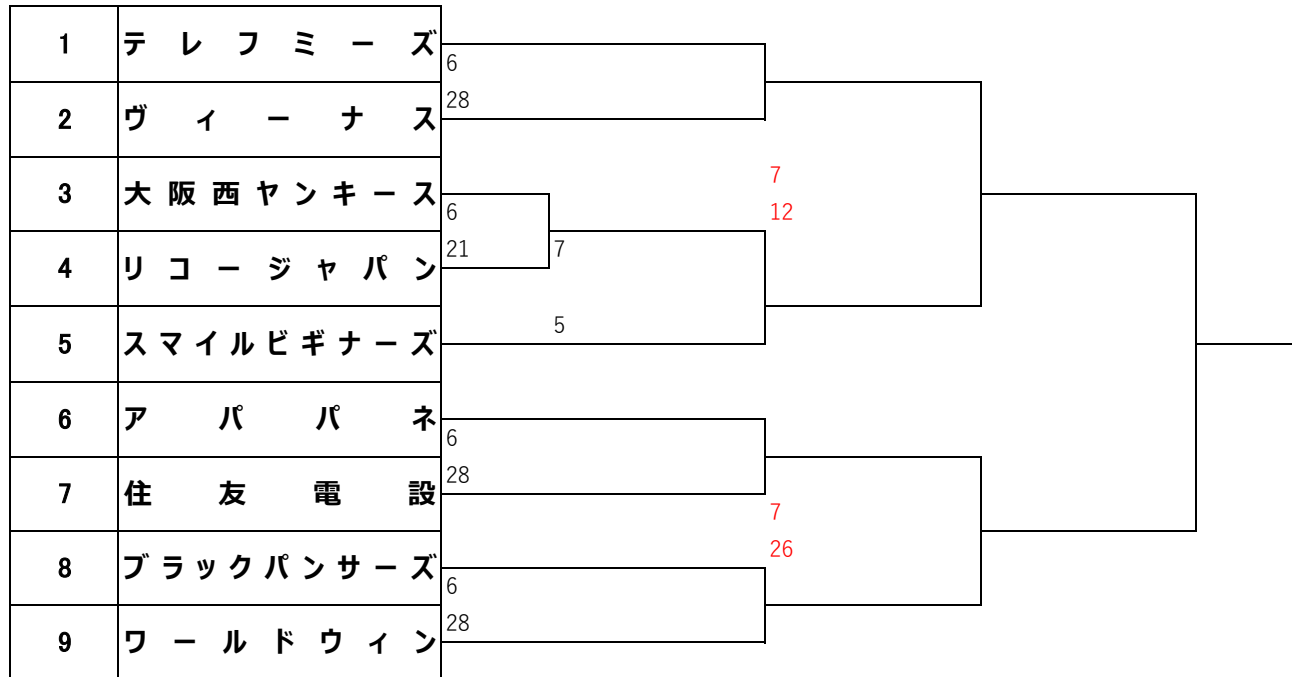 1 テレフミーズ
6
28
2 ヴィーナス
7
3 大阪西ヤンキース
6
12
21
7
4 リコージャパン
5
5 スマイルビギナーズ
6 アパパネ
6
28
7 住友電設
7
26
8 ブラックパンサーズ
6
28
9 ワールドウィン